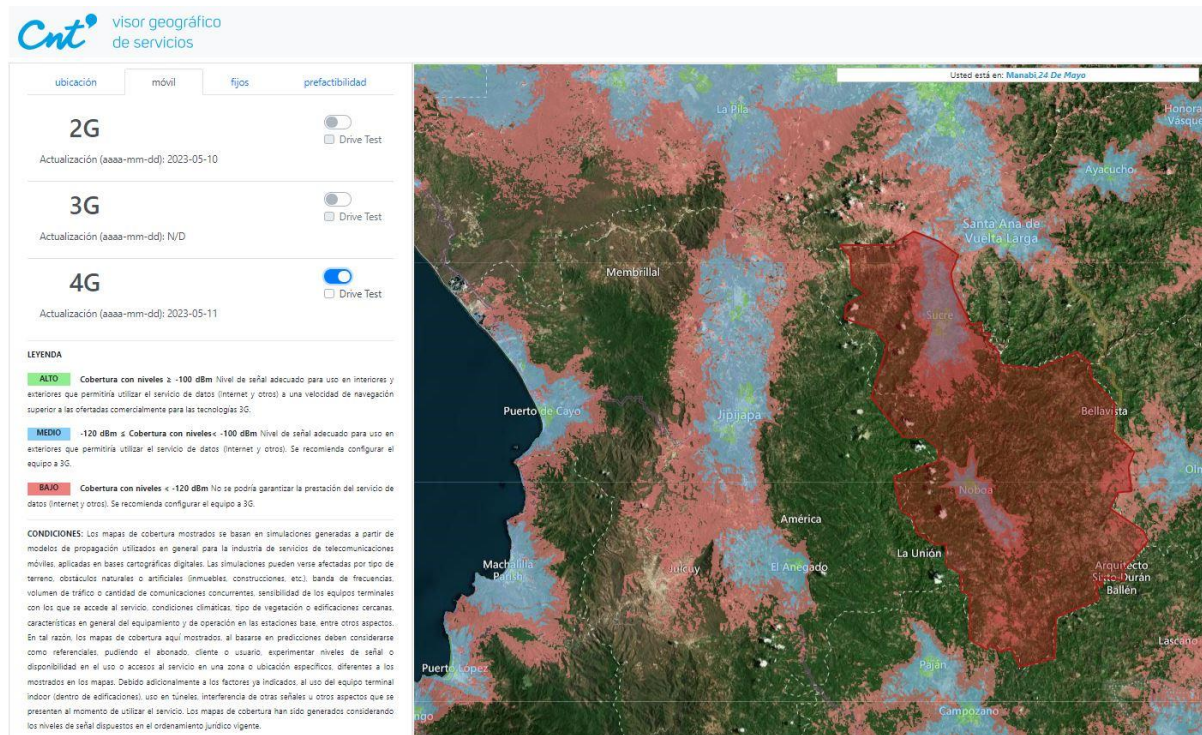 Cnt
visor geográfico
de servicios
ubicación
móvil
fijos
prefactibilidad
2G
Drive Test
Actualización (aaaa-mm-dd): 2023-05-10
3G
Drive Test
Actualización (aaaa-mm-dd): N/D
4G
Drive Test
Actualización (aaaa-mm-dd): 2023-05-11
LEYENDA
ALTO Cobertura con niveles ≥ -100 dBm Nivel de señal adecuado para uso en interiores y
exteriores que permitiría utilizar el servicio de datos (Internet y otros) a una velocidad de navegación
superior a las ofertadas comercialmente para las tecnologías 3G.
MEDIO -120 dBm ≤ Cobertura con niveles< -100 dBm Nivel de señal adecuado para uso en
exteriores que permitiría utilizar el servicio de datos (Internet y otros). Se recomienda configurar el
equipo a 3G.
BAJO Cobertura con niveles < -120 dBm No se podría garantizar la prestación del servicio de
datos (Internet y otros). Se recomienda configurar el equipo a 3G.
CONDICIONES: Los mapas de cobertura mostrados se basan en simulaciones generadas a partir de
modelos de propagación utilizados en general para la industria de servicios de telecomunicaciones
móviles, aplicadas en bases cartográficas digitales. Las simulaciones pueden verse afectadas por tipo de
terreno, obstáculos naturales o artificiales (inmuebles, construcciones, etc.), banda de frecuencias,
volumen de tráfico o cantidad de comunicaciones concurrentes, sensibilidad de los equipos terminales
con los que se accede al servicio, condiciones climáticas, tipo de vegetación o edificaciones cercanas,
características en general del equipamiento y de operación en las estaciones base, entre otros aspectos.
En tal razón, los mapas de cobertura aquí mostrados, al basarse en predicciones deben considerarse
como referenciales, pudiendo el abonado, cliente o usuario, experimentar niveles de señal o
disponibilidad en el uso o accesos al servicio en una zona o ubicación específicos, diferentes a los
mostrados en los mapas. Debido adicionalmente a los factores ya indicados, al uso del equipo terminal
indoor (dentro de edificaciones), uso en túneles, interferencia de otras señales u otros aspectos que se
presenten al momento de utilizar el servicio. Los mapas de cobertura han sido generados considerando
los niveles de señal dispuestos en el ordenamiento jurídico vigente.
Usted está en: Manabí,24 De Mayo
La Pila
Honora
Vásque
Ayacucho
Santa Ana de
Vuelta Larga
Membrillal
Sucre
Puerto de Cayo
Jipijapa
Bellavista
Olm
Noboa
América
La Unión
Machalilla
Parish
Julcuy
El Anegado
Arquitecto
Sixto Durán
Ballén
Lascano
Puerto López
Paján
Campozano
ngo